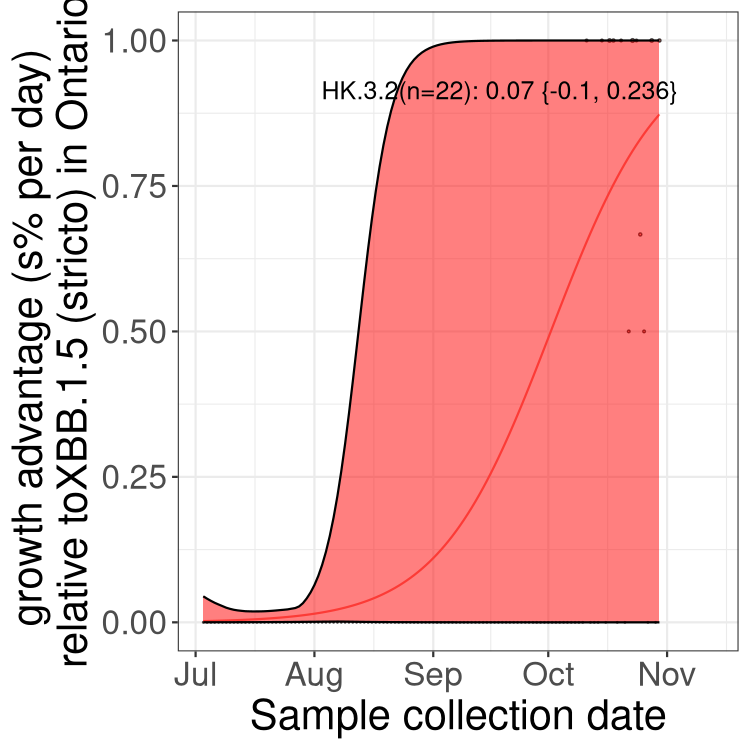 growth advantage (s% per day)
relative toXBB.1.5 (stricto) in Ontario
1.00
0.75
0.50
0.25
0.00
HK.3.2(n=22): 0.07 {-0.1, 0.236}
Jul
Aug
Sep
Oct
Nov
Sample collection date